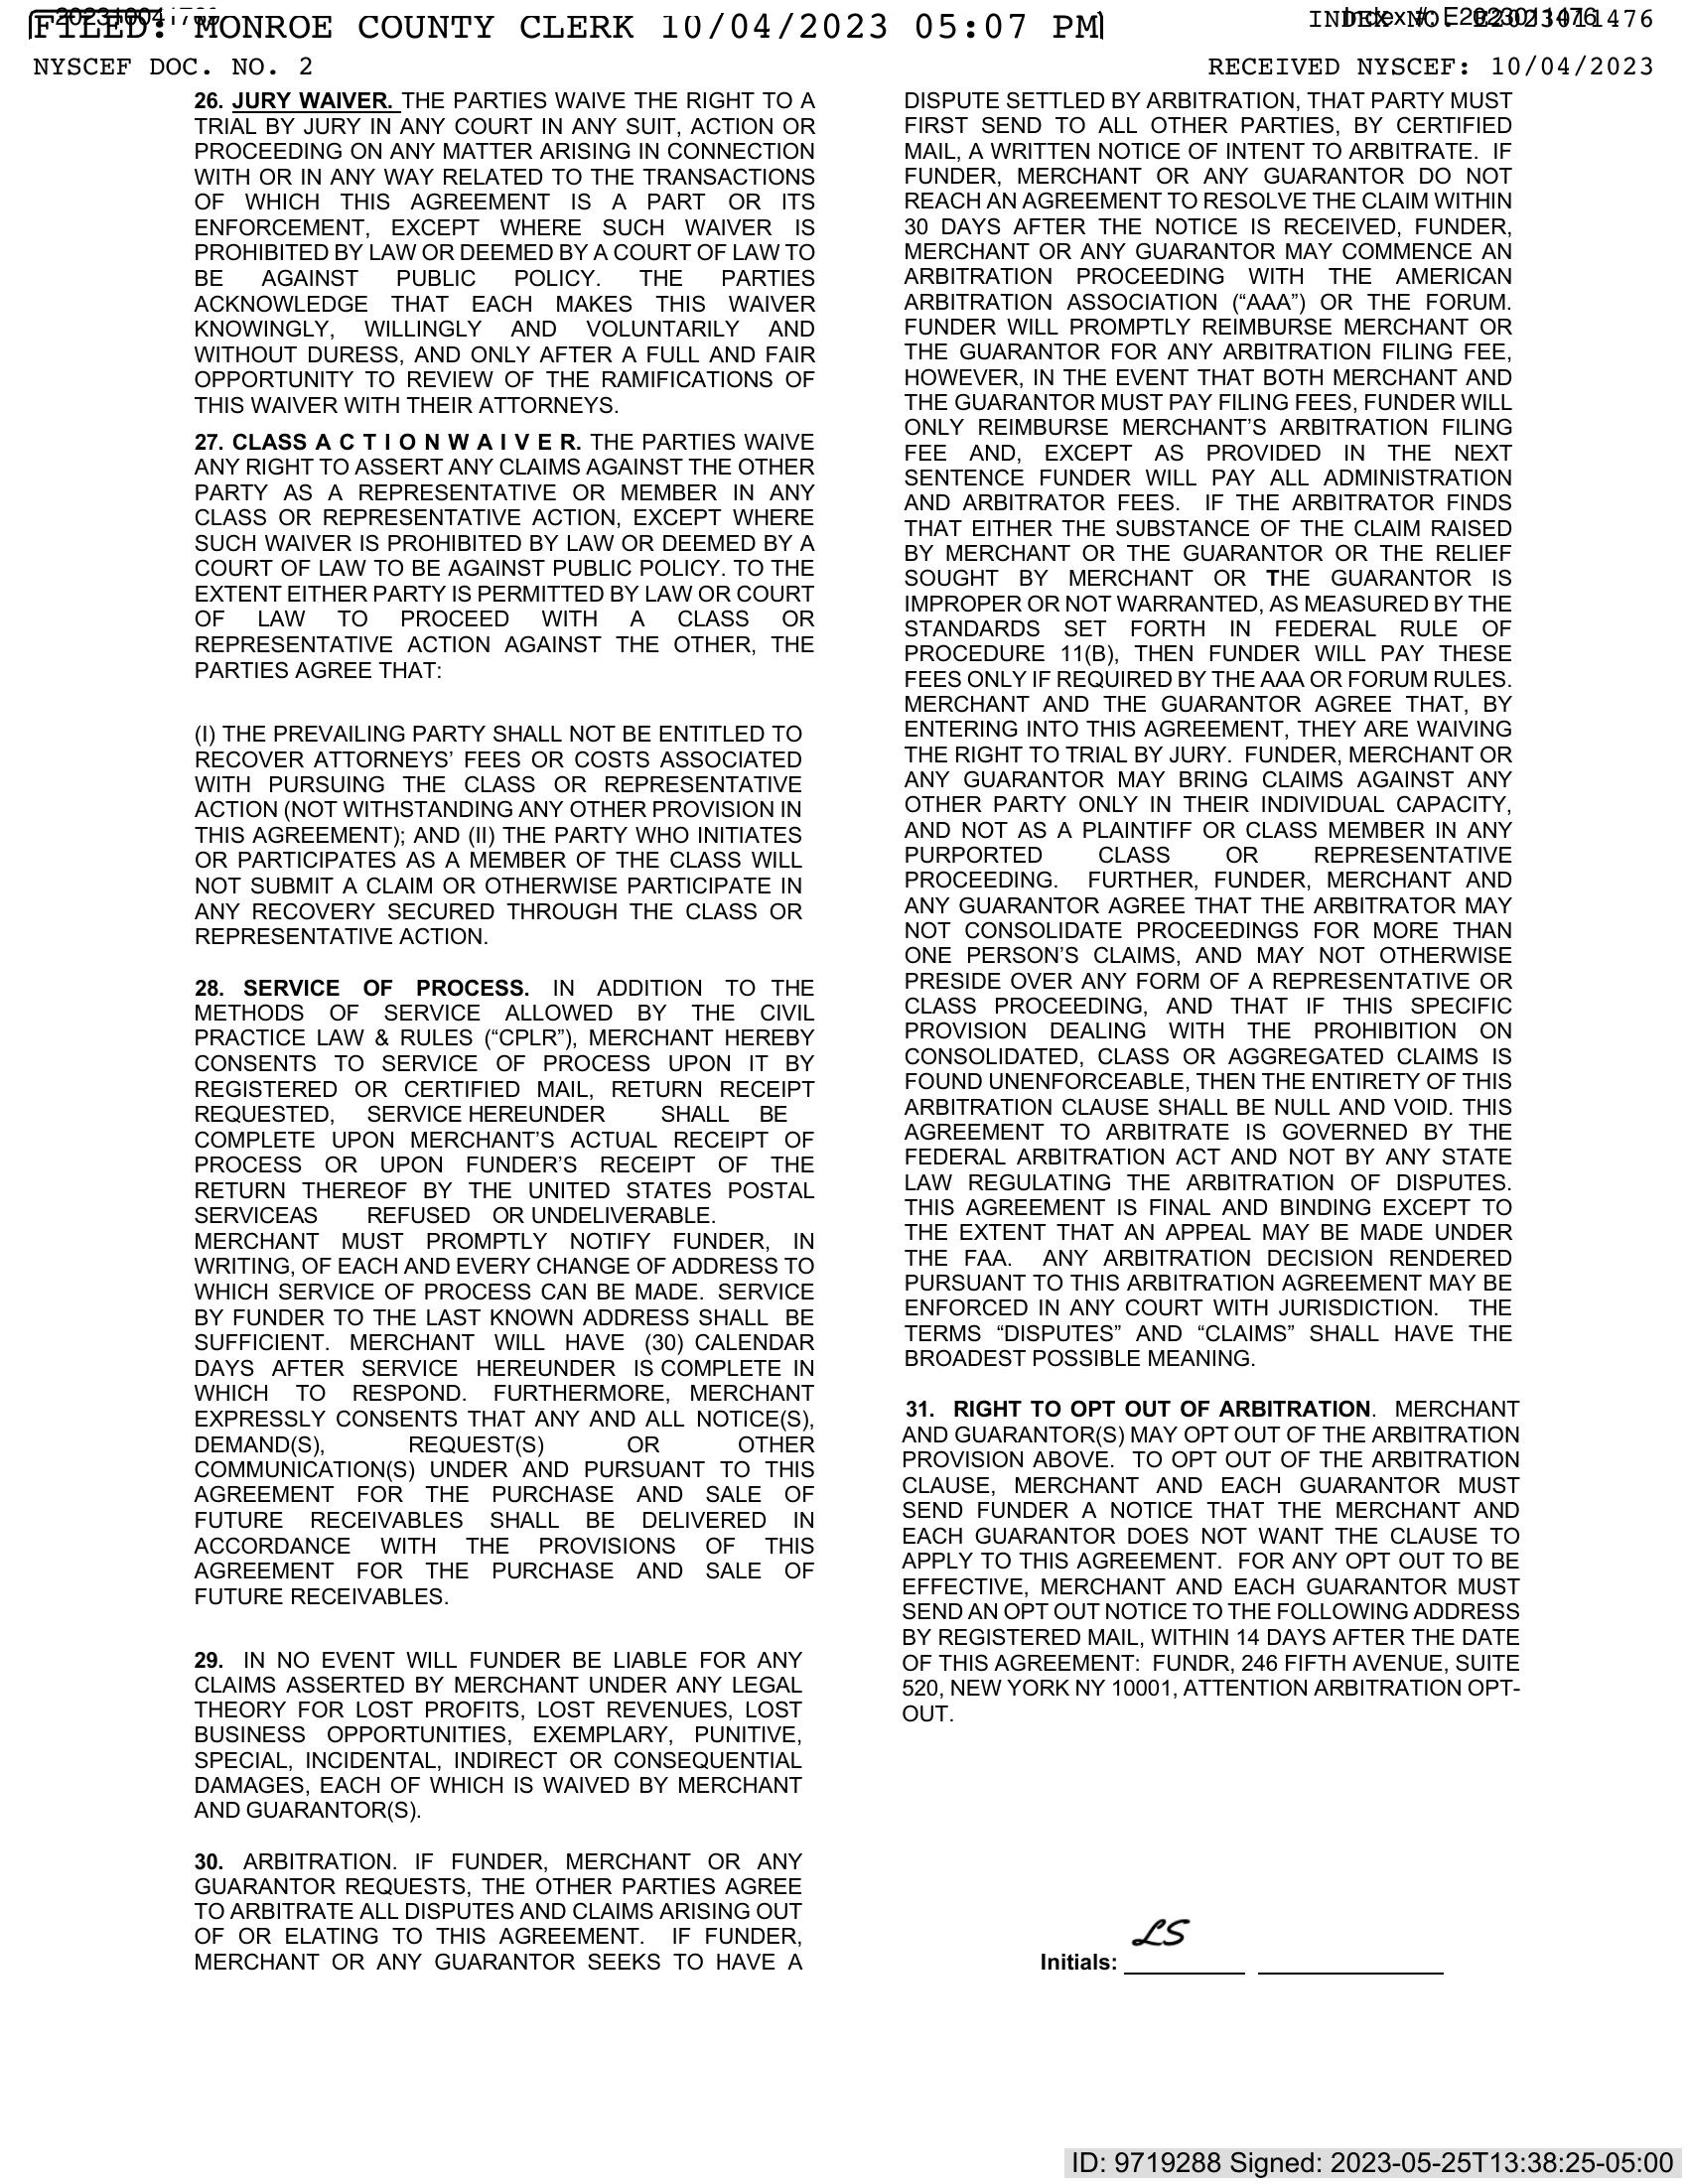 FILED: MONROE COUNTY CLERK 10/04/2023 05:07 PM
INDEX NO. E2023011476
Index #: E2023011476
NYSCEF DOC. NO. 2
RECEIVED NYSCEF: 10/04/2023
26. JURY WAIVER. THE PARTIES WAIVE THE RIGHT TO A
TRIAL BY JURY IN ANY COURT IN ANY SUIT, ACTION OR
PROCEEDING ON ANY MATTER ARISING IN CONNECTION
WITH OR IN ANY WAY RELATED TO THE TRANSACTIONS
OF WHICH THIS AGREEMENT IS A PART OR ITS
ENFORCEMENT, EXCEPT WHERE SUCH WAIVER IS
PROHIBITED BY LAW OR DEEMED BY A COURT OF LAW TO
BE AGAINST PUBLIC POLICY. THE PARTIES
ACKNOWLEDGE THAT EACH MAKES THIS WAIVER
KNOWINGLY, WILLINGLY AND VOLUNTARILY AND
WITHOUT DURESS, AND ONLY AFTER A FULL AND FAIR
OPPORTUNITY TO REVIEW OF THE RAMIFICATIONS OF
THIS WAIVER WITH THEIR ATTORNEYS.
27. CLASS A C T I O N W A I V E R. THE PARTIES WAIVE
ANY RIGHT TO ASSERT ANY CLAIMS AGAINST THE OTHER
PARTY AS A REPRESENTATIVE OR MEMBER IN ANY
CLASS OR REPRESENTATIVE ACTION, EXCEPT WHERE
SUCH WAIVER IS PROHIBITED BY LAW OR DEEMED BY A
COURT OF LAW TO BE AGAINST PUBLIC POLICY. TO THE
EXTENT EITHER PARTY IS PERMITTED BY LAW OR COURT
OF LAW TO PROCEED WITH A CLASS OR
REPRESENTATIVE ACTION AGAINST THE OTHER, THE
PARTIES AGREE THAT:
(I) THE PREVAILING PARTY SHALL NOT BE ENTITLED TO
RECOVER ATTORNEYS’ FEES OR COSTS ASSOCIATED
WITH PURSUING THE CLASS OR REPRESENTATIVE
ACTION (NOT WITHSTANDING ANY OTHER PROVISION IN
THIS AGREEMENT); AND (II) THE PARTY WHO INITIATES
OR PARTICIPATES AS A MEMBER OF THE CLASS WILL
NOT SUBMIT A CLAIM OR OTHERWISE PARTICIPATE IN
ANY RECOVERY SECURED THROUGH THE CLASS OR
REPRESENTATIVE ACTION.
28. SERVICE OF PROCESS. IN ADDITION TO THE
METHODS OF SERVICE ALLOWED BY THE CIVIL
PRACTICE LAW & RULES (“CPLR”), MERCHANT HEREBY
CONSENTS TO SERVICE OF PROCESS UPON IT BY
REGISTERED OR CERTIFIED MAIL, RETURN RECEIPT
REQUESTED, SERVICE HEREUNDER SHALL BE
COMPLETE UPON MERCHANT’S ACTUAL RECEIPT OF
PROCESS OR UPON FUNDER’S RECEIPT OF THE
RETURN THEREOF BY THE UNITED STATES POSTAL
SERVICEAS REFUSED OR UNDELIVERABLE.
MERCHANT MUST PROMPTLY NOTIFY FUNDER, IN
WRITING, OF EACH AND EVERY CHANGE OF ADDRESS TO
WHICH SERVICE OF PROCESS CAN BE MADE. SERVICE
BY FUNDER TO THE LAST KNOWN ADDRESS SHALL BE
SUFFICIENT. MERCHANT WILL HAVE (30) CALENDAR
DAYS AFTER SERVICE HEREUNDER IS COMPLETE IN
WHICH TO RESPOND. FURTHERMORE, MERCHANT
EXPRESSLY CONSENTS THAT ANY AND ALL NOTICE(S),
DEMAND(S), REQUEST(S) OR OTHER
COMMUNICATION(S) UNDER AND PURSUANT TO THIS
AGREEMENT FOR THE PURCHASE AND SALE OF
FUTURE RECEIVABLES SHALL BE DELIVERED IN
ACCORDANCE WITH THE PROVISIONS OF THIS
AGREEMENT FOR THE PURCHASE AND SALE OF
FUTURE RECEIVABLES.
29. IN NO EVENT WILL FUNDER BE LIABLE FOR ANY
CLAIMS ASSERTED BY MERCHANT UNDER ANY LEGAL
THEORY FOR LOST PROFITS, LOST REVENUES, LOST
BUSINESS OPPORTUNITIES, EXEMPLARY, PUNITIVE,
SPECIAL, INCIDENTAL, INDIRECT OR CONSEQUENTIAL
DAMAGES, EACH OF WHICH IS WAIVED BY MERCHANT
AND GUARANTOR(S).
30. ARBITRATION. IF FUNDER, MERCHANT OR ANY
GUARANTOR REQUESTS, THE OTHER PARTIES AGREE
TO ARBITRATE ALL DISPUTES AND CLAIMS ARISING OUT
OF OR ELATING TO THIS AGREEMENT. IF FUNDER,
MERCHANT OR ANY GUARANTOR SEEKS TO HAVE A
DISPUTE SETTLED BY ARBITRATION, THAT PARTY MUST
FIRST SEND TO ALL OTHER PARTIES, BY CERTIFIED
MAIL, A WRITTEN NOTICE OF INTENT TO ARBITRATE. IF
FUNDER, MERCHANT OR ANY GUARANTOR DO NOT
REACH AN AGREEMENT TO RESOLVE THE CLAIM WITHIN
30 DAYS AFTER THE NOTICE IS RECEIVED, FUNDER,
MERCHANT OR ANY GUARANTOR MAY COMMENCE AN
ARBITRATION PROCEEDING WITH THE AMERICAN
ARBITRATION ASSOCIATION (“AAA”) OR THE FORUM.
FUNDER WILL PROMPTLY REIMBURSE MERCHANT OR
THE GUARANTOR FOR ANY ARBITRATION FILING FEE,
HOWEVER, IN THE EVENT THAT BOTH MERCHANT AND
THE GUARANTOR MUST PAY FILING FEES, FUNDER WILL
ONLY REIMBURSE MERCHANT’S ARBITRATION FILING
FEE AND, EXCEPT AS PROVIDED IN THE NEXT
SENTENCE FUNDER WILL PAY ALL ADMINISTRATION
AND ARBITRATOR FEES. IF THE ARBITRATOR FINDS
THAT EITHER THE SUBSTANCE OF THE CLAIM RAISED
BY MERCHANT OR THE GUARANTOR OR THE RELIEF
SOUGHT BY MERCHANT OR THE GUARANTOR IS
IMPROPER OR NOT WARRANTED, AS MEASURED BY THE
STANDARDS SET FORTH IN FEDERAL RULE OF
PROCEDURE 11(B), THEN FUNDER WILL PAY THESE
FEES ONLY IF REQUIRED BY THE AAA OR FORUM RULES.
MERCHANT AND THE GUARANTOR AGREE THAT, BY
ENTERING INTO THIS AGREEMENT, THEY ARE WAIVING
THE RIGHT TO TRIAL BY JURY. FUNDER, MERCHANT OR
ANY GUARANTOR MAY BRING CLAIMS AGAINST ANY
OTHER PARTY ONLY IN THEIR INDIVIDUAL CAPACITY,
AND NOT AS A PLAINTIFF OR CLASS MEMBER IN ANY
PURPORTED CLASS OR REPRESENTATIVE
PROCEEDING. FURTHER, FUNDER, MERCHANT AND
ANY GUARANTOR AGREE THAT THE ARBITRATOR MAY
NOT CONSOLIDATE PROCEEDINGS FOR MORE THAN
ONE PERSON’S CLAIMS, AND MAY NOT OTHERWISE
PRESIDE OVER ANY FORM OF A REPRESENTATIVE OR
CLASS PROCEEDING, AND THAT IF THIS SPECIFIC
PROVISION DEALING WITH THE PROHIBITION ON
CONSOLIDATED, CLASS OR AGGREGATED CLAIMS IS
FOUND UNENFORCEABLE, THEN THE ENTIRETY OF THIS
ARBITRATION CLAUSE SHALL BE NULL AND VOID. THIS
AGREEMENT TO ARBITRATE IS GOVERNED BY THE
FEDERAL ARBITRATION ACT AND NOT BY ANY STATE
LAW REGULATING THE ARBITRATION OF DISPUTES.
THIS AGREEMENT IS FINAL AND BINDING EXCEPT TO
THE EXTENT THAT AN APPEAL MAY BE MADE UNDER
THE FAA. ANY ARBITRATION DECISION RENDERED
PURSUANT TO THIS ARBITRATION AGREEMENT MAY BE
ENFORCED IN ANY COURT WITH JURISDICTION. THE
TERMS “DISPUTES” AND “CLAIMS” SHALL HAVE THE
BROADEST POSSIBLE MEANING.
31. RIGHT TO OPT OUT OF ARBITRATION. MERCHANT
AND GUARANTOR(S) MAY OPT OUT OF THE ARBITRATION
PROVISION ABOVE. TO OPT OUT OF THE ARBITRATION
CLAUSE, MERCHANT AND EACH GUARANTOR MUST
SEND FUNDER A NOTICE THAT THE MERCHANT AND
EACH GUARANTOR DOES NOT WANT THE CLAUSE TO
APPLY TO THIS AGREEMENT. FOR ANY OPT OUT TO BE
EFFECTIVE, MERCHANT AND EACH GUARANTOR MUST
SEND AN OPT OUT NOTICE TO THE FOLLOWING ADDRESS
BY REGISTERED MAIL, WITHIN 14 DAYS AFTER THE DATE
OF THIS AGREEMENT: FUNDR, 246 FIFTH AVENUE, SUITE
520, NEW YORK NY 10001, ATTENTION ARBITRATION OPT-
OUT.
LS
Initials:
ID: 9719288 Signed: 2023-05-25T13:38:25-05:00